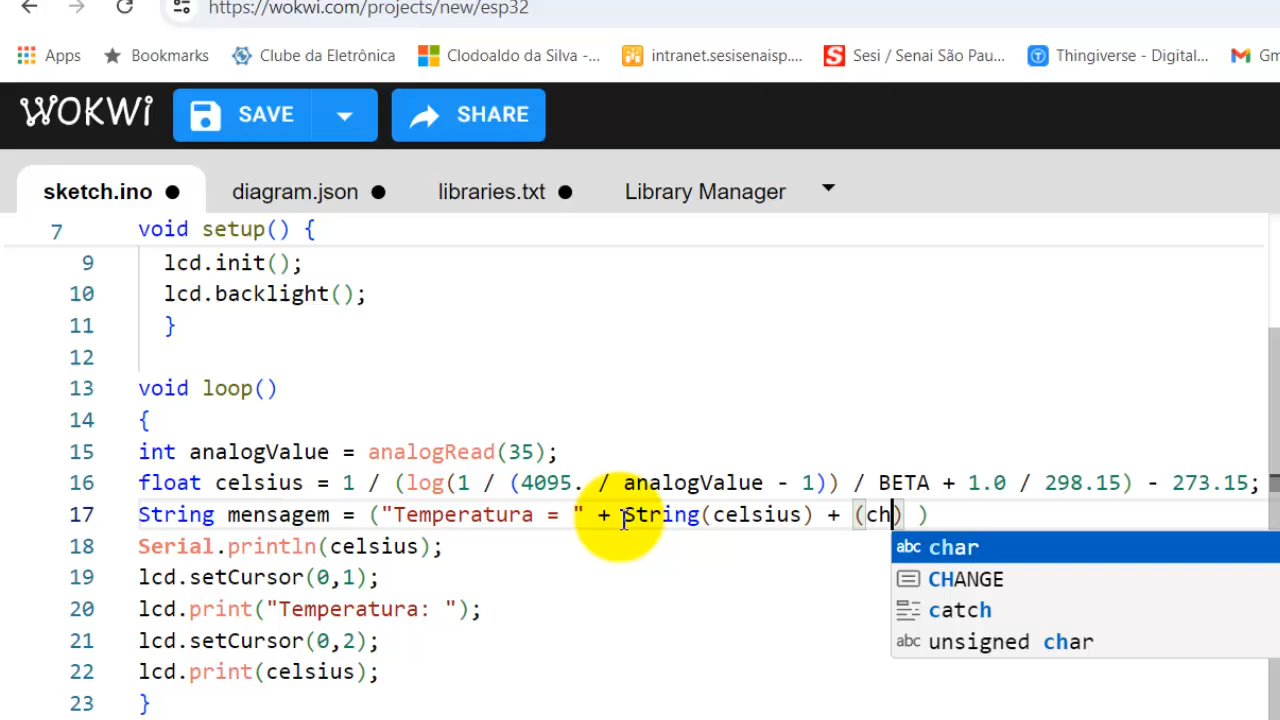 https://wokwi.com/projects/new/esp32
Apps Bookmarks Clube da Eletrônica Clodoaldo da Silva -... intranet.sesisenaisp.... Sesi / Senai São Pau... Thingiverse - Digital... Gm
WOKWI SAVE SHARE
sketch.ino diagram.json libraries.txt Library Manager
7 void setup() {
9 lcd.init();
10 lcd.backlight();
11 }
12
13 void loop()
14 {
15 int analogValue = analogRead(35);
16 float celsius = 1 / (log(1 / (4095. / analogValue - 1)) / BETA + 1.0 / 298.15) - 273.15;
17 String mensagem = ("Temperatura = " + String(celsius) + (ch) )
abc char
18 Serial.println(celsius);
CHANGE
19 lcd.setCursor(0,1);
catch
20 lcd.print("Temperatura: ");
abc unsigned char
21 lcd.setCursor(0,2);
22 lcd.print(celsius);
23 }